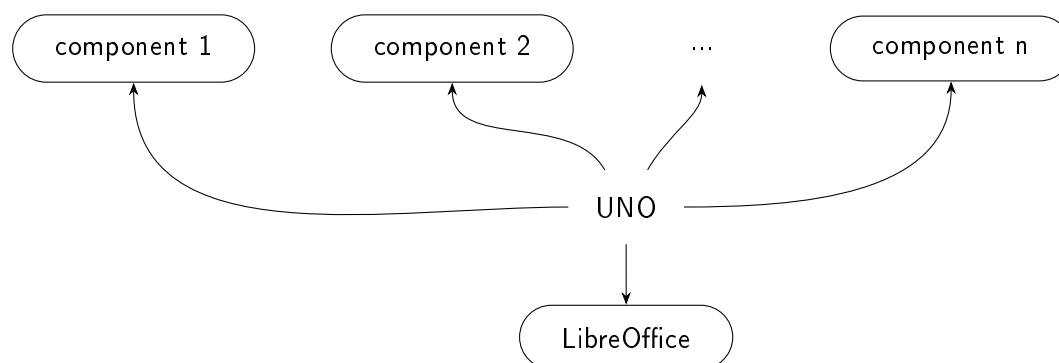 component 1
component 2
...
component n
UNO
LibreOffice